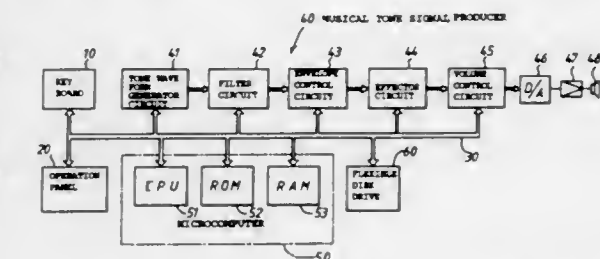 40 MUSICAL TONE SIGNAL PRODUCER
10
41
42
43
44
45
46
47
48
KEY
BOARD
TONE WAVE
FORM
GENERATOR
CIRCUIT
FILTER
CIRCUIT
ENVELOPE
CONTROL
CIRCUIT
EFFECTOR
CIRCUIT
VOLUME
CONTROL
CIRCUIT
D/A
20
30
60
OPERATION
PANEL
CPU
ROM
RAM
FLEXIBLE
DISK
DRIVE
51
52
53
MICROCOMPUTER
50